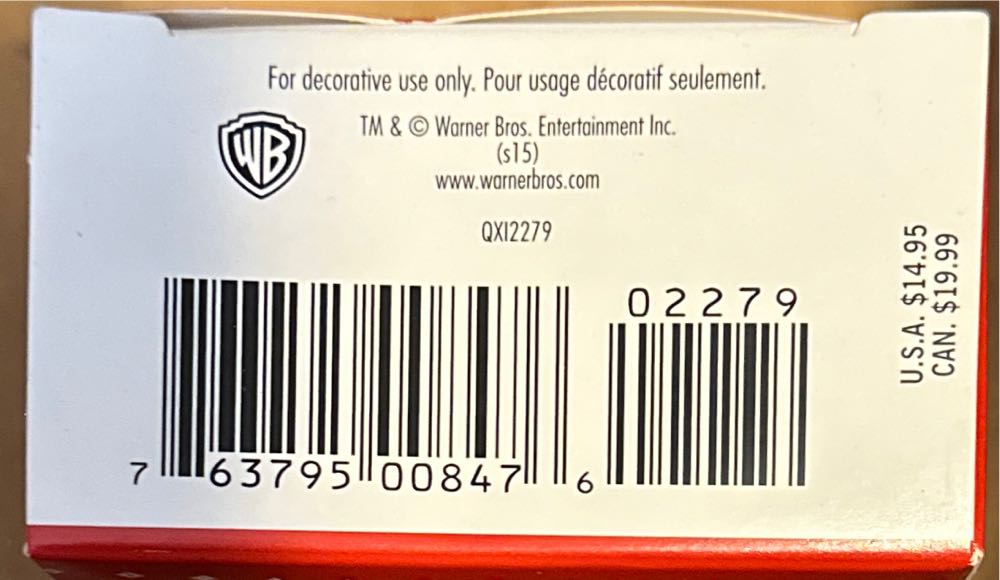 For decorative use only. Pour usage décoratif seulement.
WB
TM & © Warner Bros. Entertainment Inc.
(s15)
www.warnerbros.com
QXI2279
02279
7 63795 00847 6
U.S.A. $14.95
CAN. $19.99